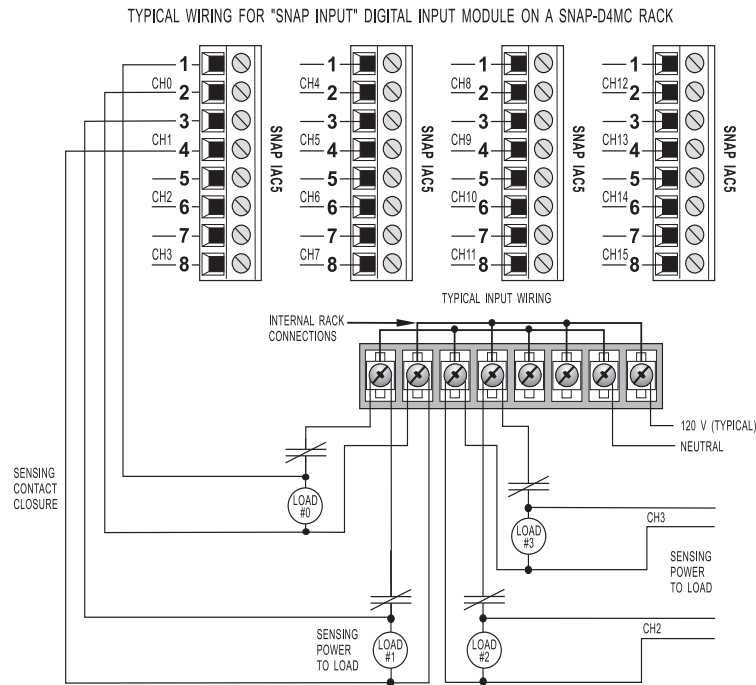 TYPICAL WIRING FOR "SNAP INPUT" DIGITAL INPUT MODULE ON A SNAP-D4MC RACK
1
CH0 2
3
CH1 4
5
CH2 6
7
CH3 8
SNAP IAC5
1
CH4 2
3
CH5 4
5
CH6 6
7
CH7 8
SNAP IAC5
1
CH8 2
3
CH9 4
5
CH10 6
7
CH11 8
SNAP IAC5
1
CH12 2
3
CH13 4
5
CH14 6
7
CH15 8
SNAP IAC5
TYPICAL INPUT WIRING
INTERNAL RACK
CONNECTIONS
120 V (TYPICAL)
NEUTRAL
SENSING
CONTACT
CLOSURE
LOAD
#0
CH3
LOAD
#3
SENSING
POWER
TO LOAD
SENSING
POWER
TO LOAD
LOAD
#1
LOAD
#2
CH2